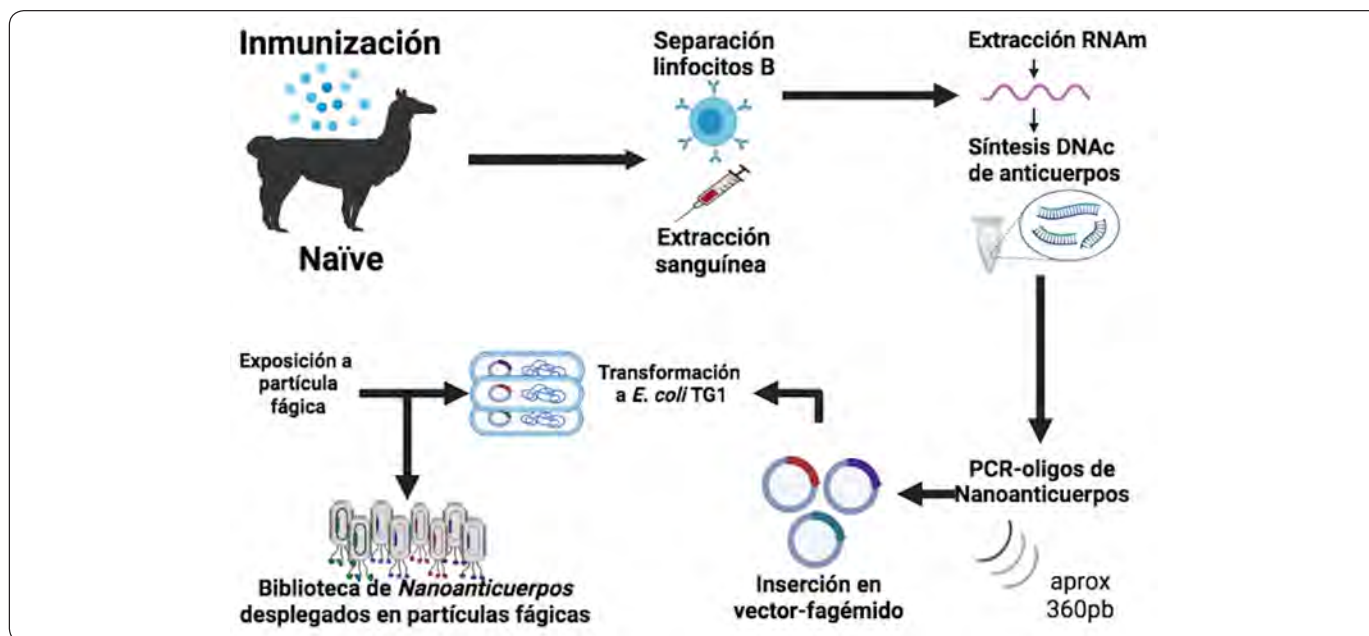 Inmunización
Naïve
Separación
linfocitos B
Extracción
sanguínea
Extracción RNAm
Síntesis DNAc
de anticuerpos
PCR-oligos de
Nanoanticuerpos
aprox
360pb
Inserción en
vector-fagémido
Transformación
a E. coli TG1
Exposición a
partícula
fágica
Biblioteca de Nanoanticuerpos
desplegados en partículas fágicas